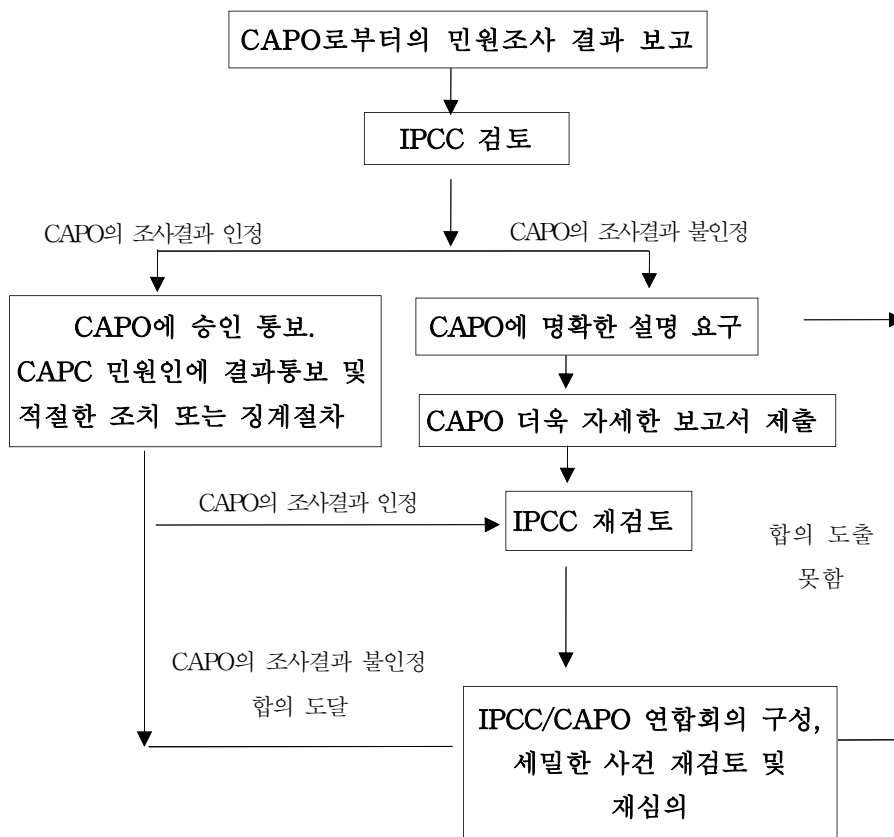 CAPO로부터의 민원조사 결과 보고
IPCC 검토
CAPO의 조사결과 인정
CAPO의 조사결과 불인정
CAPO에 승인 통보.
CAPC 민원인에 결과통보 및
적절한 조치 또는 징계절차
CAPO에 명확한 설명 요구
CAPO 더욱 자세한 보고서 제출
CAPO의 조사결과 인정
IPCC 재검토
합의 도출
못함
CAPO의 조사결과 불인정
합의 도달
IPCC/CAPO 연합회의 구성,
세밀한 사건 재검토 및
재심의